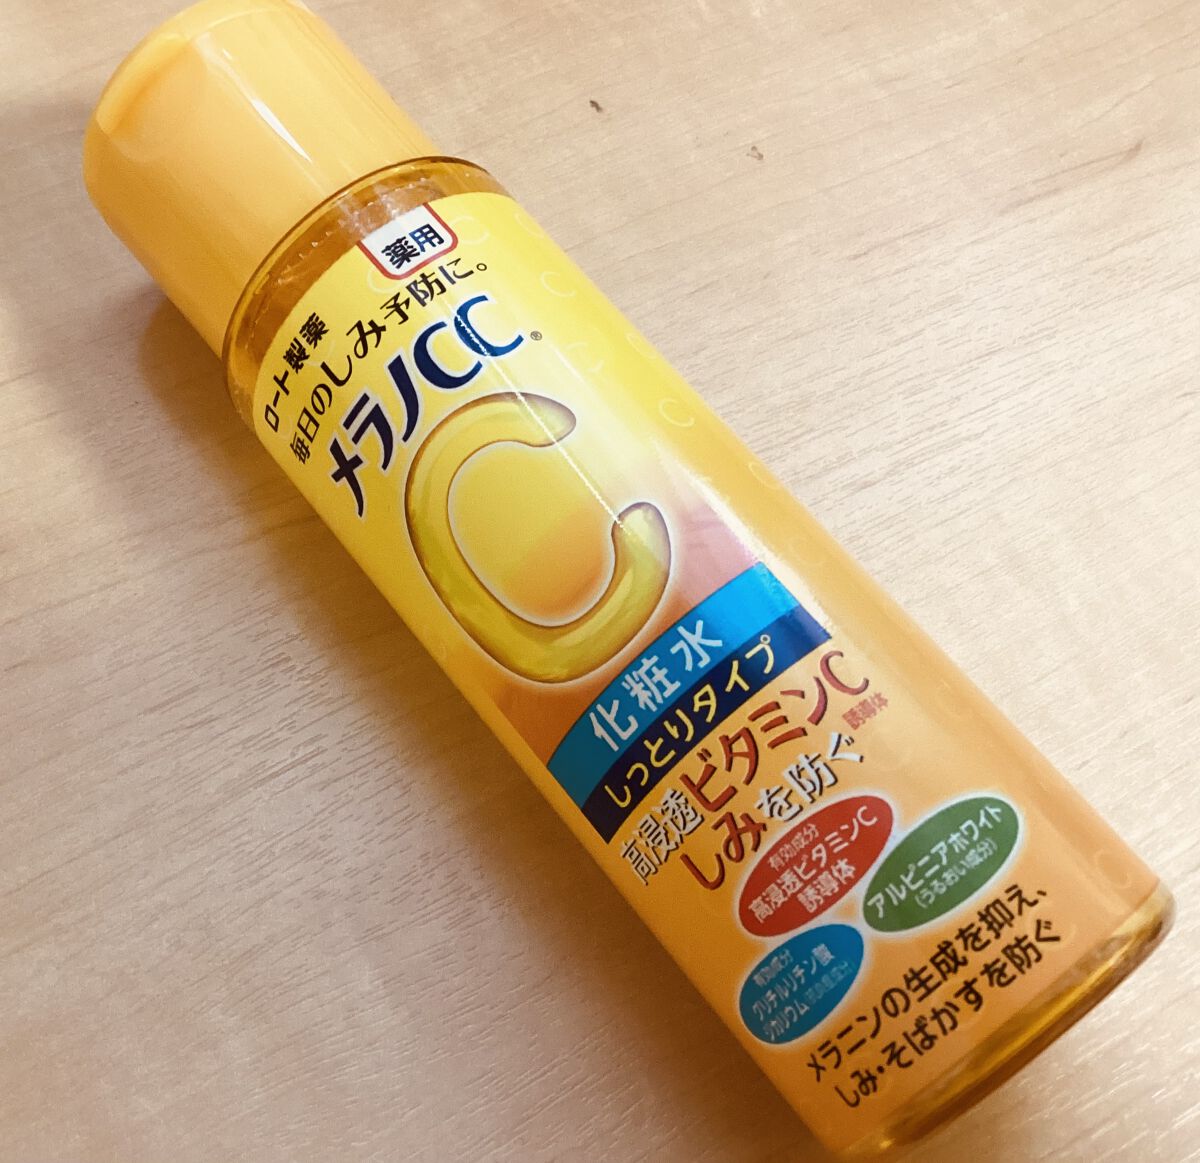 薬用
ロート製薬
毎日のしみ予防に。
メラノCC®
C
化粧水
しっとりタイプ
高浸透ビタミンC誘導体
しみを防ぐ
有効成分
高浸透ビタミンC
誘導体
アルピニアホワイト
(うるおい成分)
有効成分
グリチルリチン酸
ジカリウム
メラニンの生成を抑え、
しみ・そばかすを防ぐ